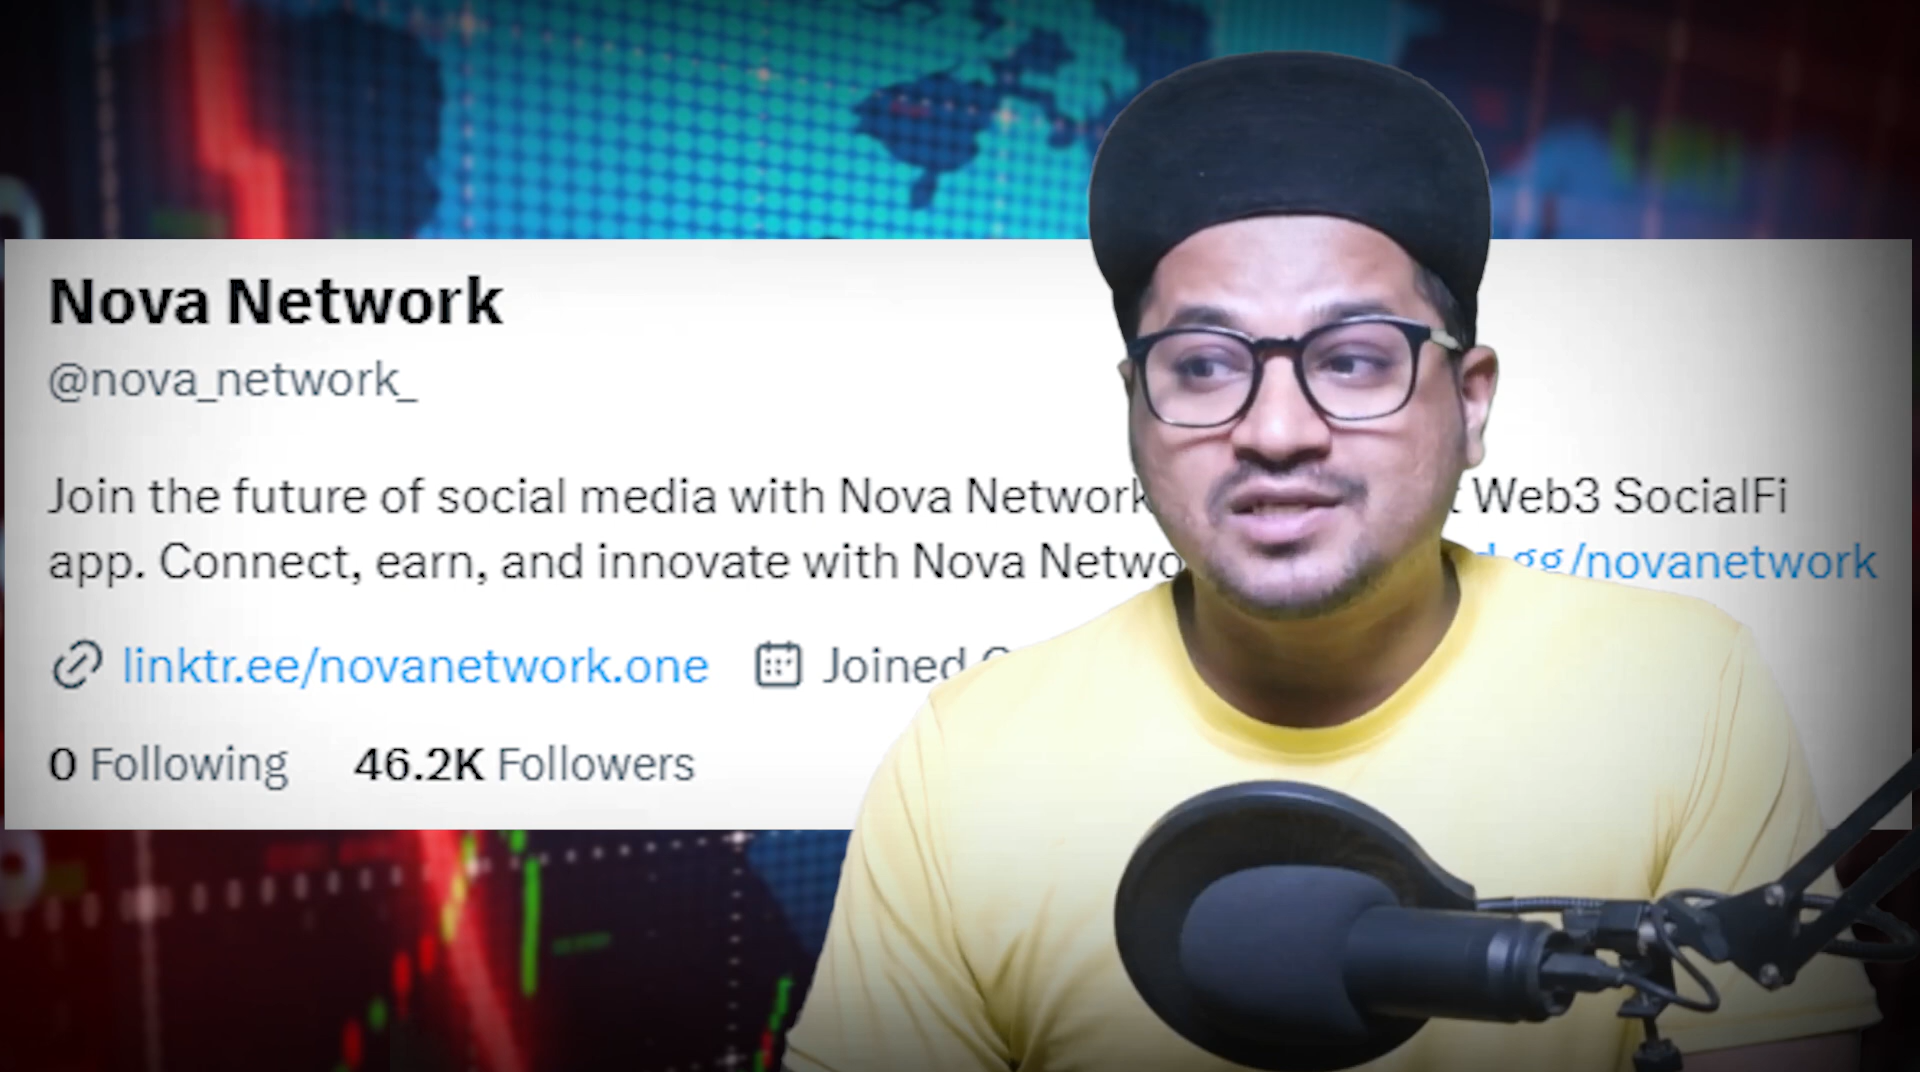 Nova Network
@nova_network_
Join the future of social media with Nova Network Web3 SocialFi
app. Connect, earn, and innovate with Nova .gg/novanetwork
linktr.ee/novanetwork.one Joined
0 Following 46.2K Followers